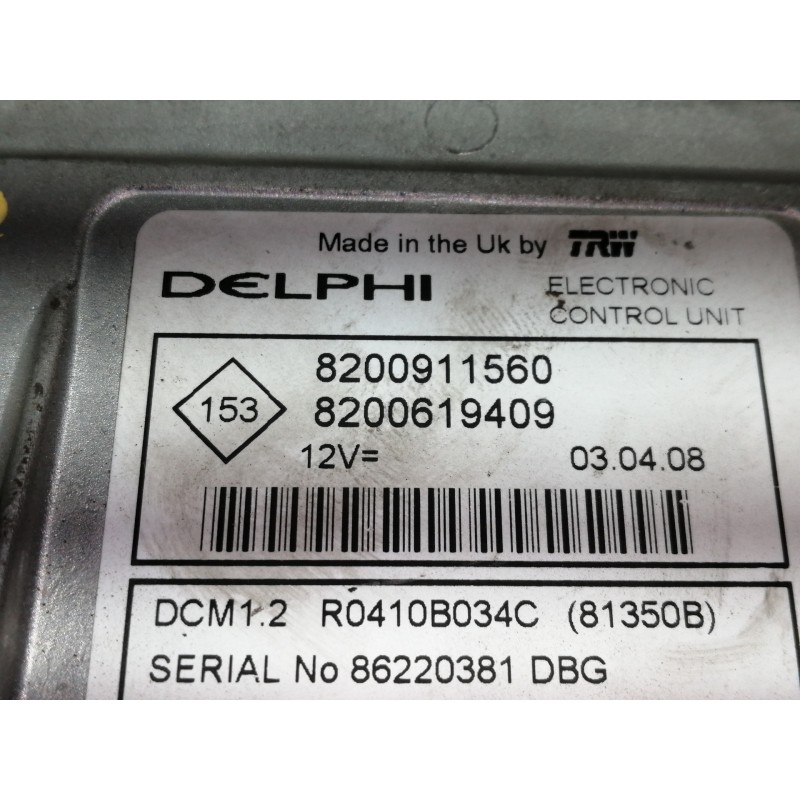 Made in the Uk by TRW
DELPHI
ELECTRONIC
CONTROL UNIT
153
8200911560
8200619409
12V=
03.04.08
DCM1.2 R0410B034C (81350B)
SERIAL No 86220381 DBG